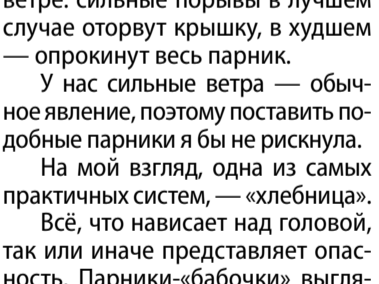 ветре: сильные порывы в лучшем
случае оторвут крышку, в худшем
— опрокинут весь парник.
У нас сильные ветра — обыч-
ное явление, поэтому поставить по-
добные парники я бы не рискнула.
На мой взгляд, одна из самых
практичных систем, — «хлебница».
Всё, что нависает над головой,
так или иначе представляет опас-
ность. Парники-«бабочки» выгля-